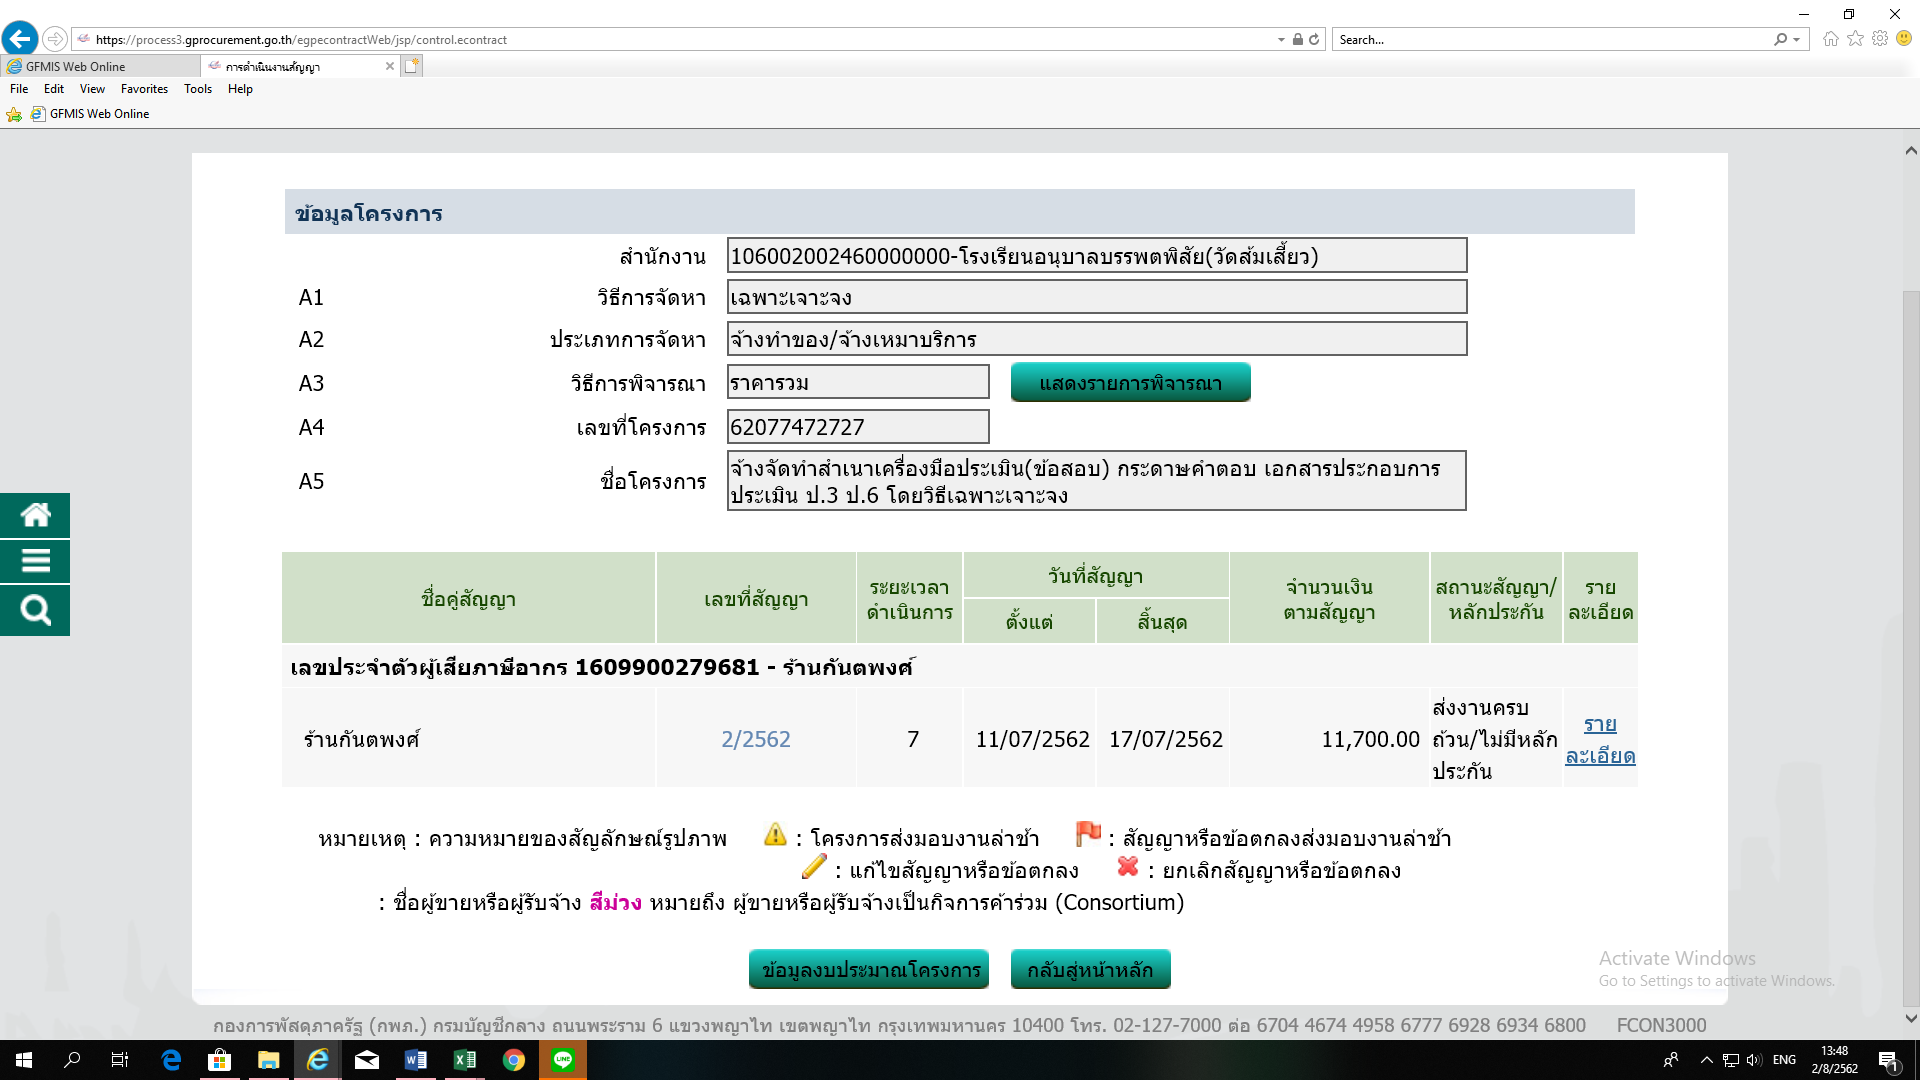 https://process3.gprocurement.go.th/egpecontractWeb/jsp/control.econtract
Search...
GFMIS Web Online
การดำเนินงานสัญญา
File Edit View Favorites Tools Help
GFMIS Web Online
ข้อมูลโครงการ
สำนักงาน 106002002460000000-โรงเรียนอนุบาลบรรพตพิสัย(วัดส้มเสี้ยว)
A1 วิธีการจัดหา เฉพาะเจาะจง
A2 ประเภทการจัดหา จ้างทำของ/จ้างเหมาบริการ
A3 วิธีการพิจารณา ราคารวม แสดงรายการพิจารณา
A4 เลขที่โครงการ 62077472727
A5 ชื่อโครงการ จ้างจัดทำสำเนาเครื่องมือประเมิน(ข้อสอบ) กระดาษคำตอบ เอกสารประกอบการ
ประเมิน ป.3 ป.6 โดยวิธีเฉพาะเจาะจง
ชื่อคู่สัญญา
เลขที่สัญญา
ระยะเวลา
ดำเนินการ
วันที่สัญญา
ตั้งแต่
สิ้นสุด
จำนวนเงิน
ตามสัญญา
สถานะสัญญา/
หลักประกัน
ราย
ละเอียด
เลขประจำตัวผู้เสียภาษีอากร 1609900279681 - ร้านกันตพงศ์
ร้านกันตพงศ์
2/2562
7
11/07/2562
17/07/2562
11,700.00
ส่งงานครบ
ถ้วน/ไม่มีหลัก
ประกัน
ราย
ละเอียด
หมายเหตุ : ความหมายของสัญลักษณ์รูปภาพ : โครงการส่งมอบงานล่าช้า : สัญญาหรือข้อตกลงส่งมอบงานล่าช้า
: แก้ไขสัญญาหรือข้อตกลง : ยกเลิกสัญญาหรือข้อตกลง
: ชื่อผู้ขายหรือผู้รับจ้าง สีม่วง หมายถึง ผู้ขายหรือผู้รับจ้างเป็นกิจการค้าร่วม (Consortium)
ข้อมูลงบประมาณโครงการ กลับสู่หน้าหลัก
Activate Windows
Go to Settings to activate Windows.
กองการพัสดุภาครัฐ (กพภ.) กรมบัญชีกลาง ถนนพระราม 6 แขวงพญาไท เขตพญาไท กรุงเทพมหานคร 10400 โทร. 02-127-7000 ต่อ 6704 4674 4958 6777 6928 6934 6800 FCON3000
LINE
ENG
13:48
2/8/2562
1